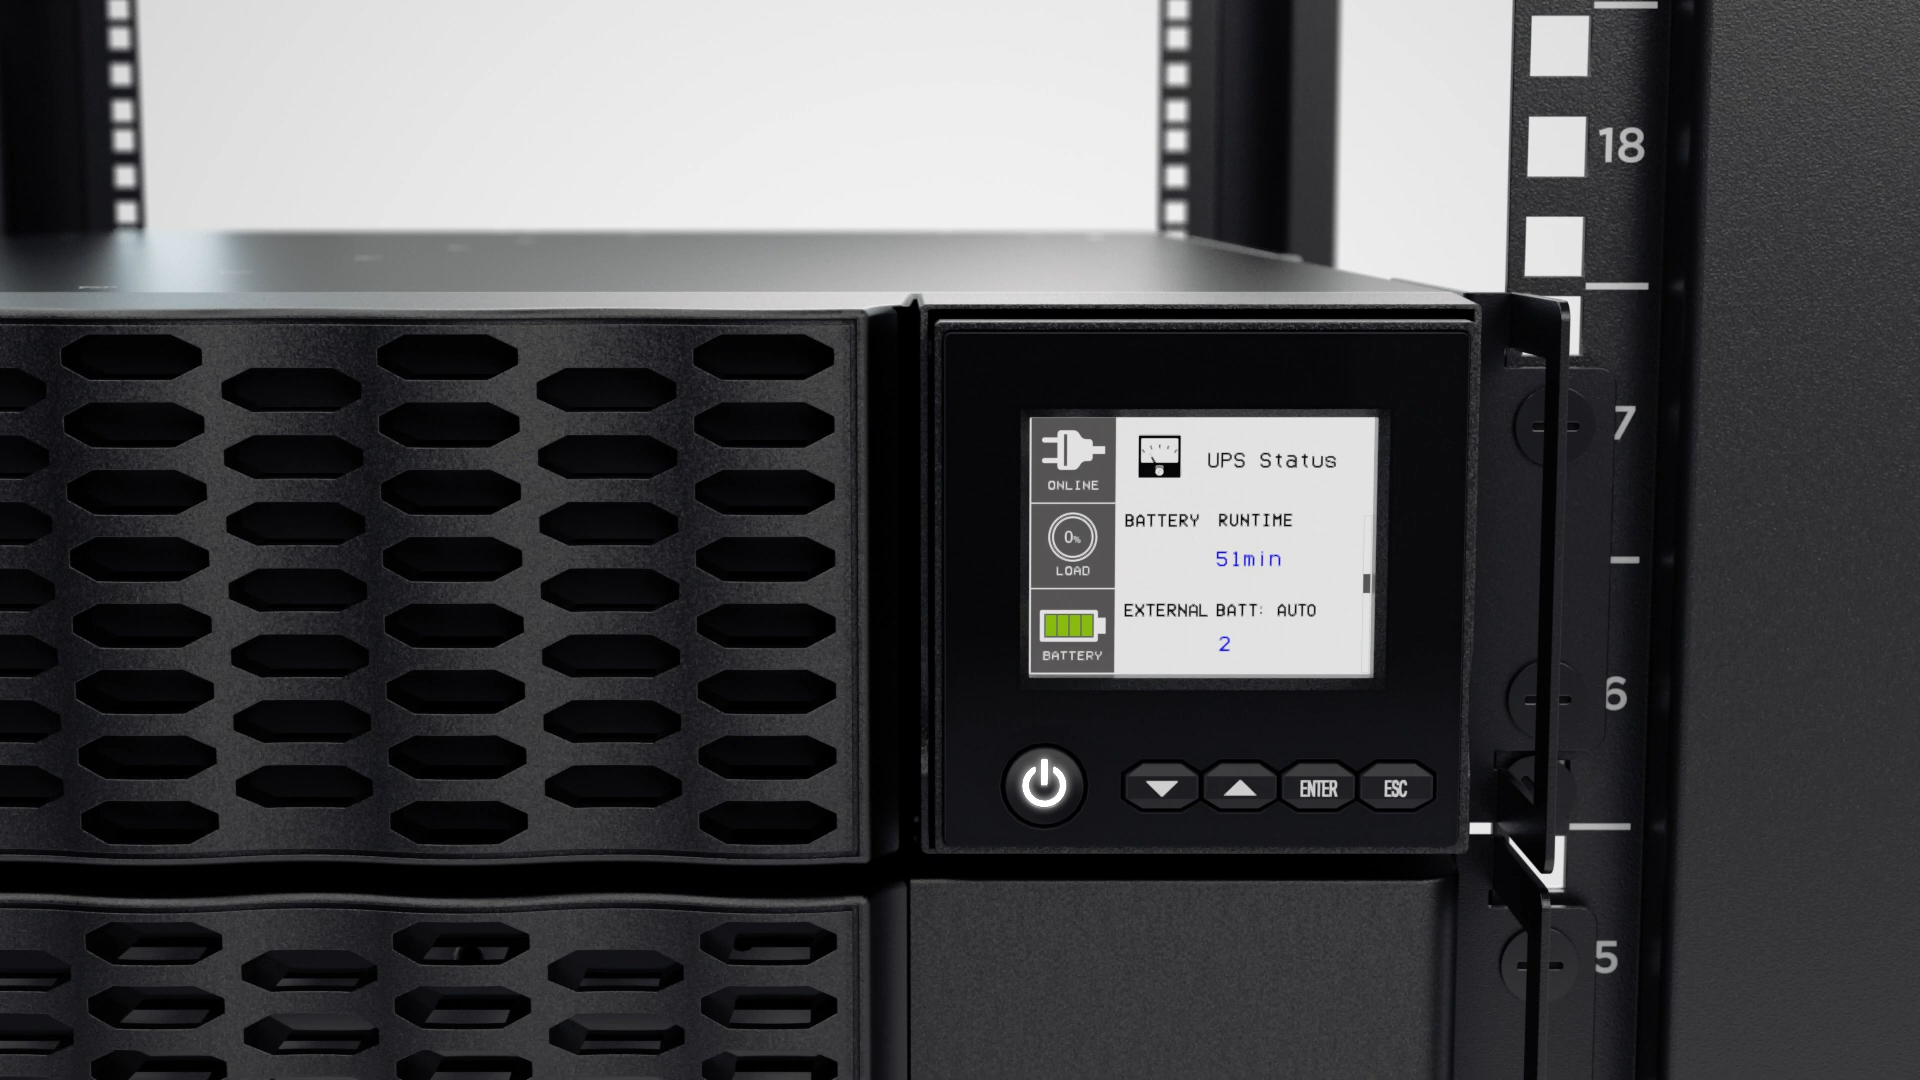 18
UPS Status
ONLINE
BATTERY RUNTIME
51min
0%
LOAD
EXTERNAL BATT: AUTO
2
BATTERY
7
6
ENTER
ESC
5